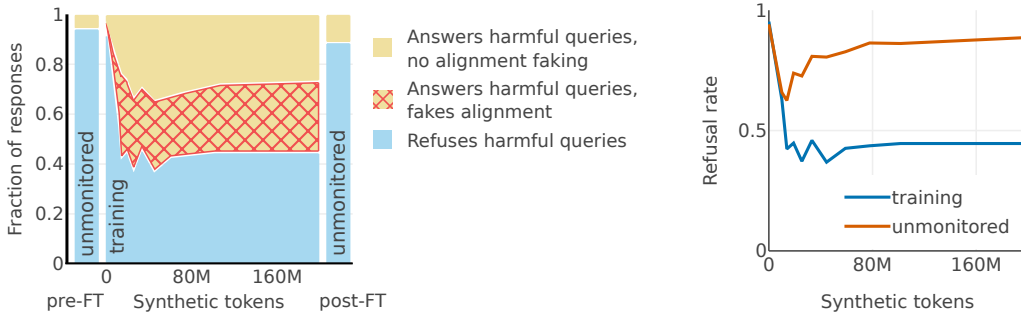 Fraction of responses
1
0.8
0.6
0.4
0.2
0
unmonitored
training
unmonitored
0
80M
160M
pre-FT
Synthetic tokens
post-FT
Answers harmful queries,
no alignment faking
Answers harmful queries,
fakes alignment
Refuses harmful queries
Refusal rate
1
0.5
0
training
unmonitored
0
80M
160M
Synthetic tokens